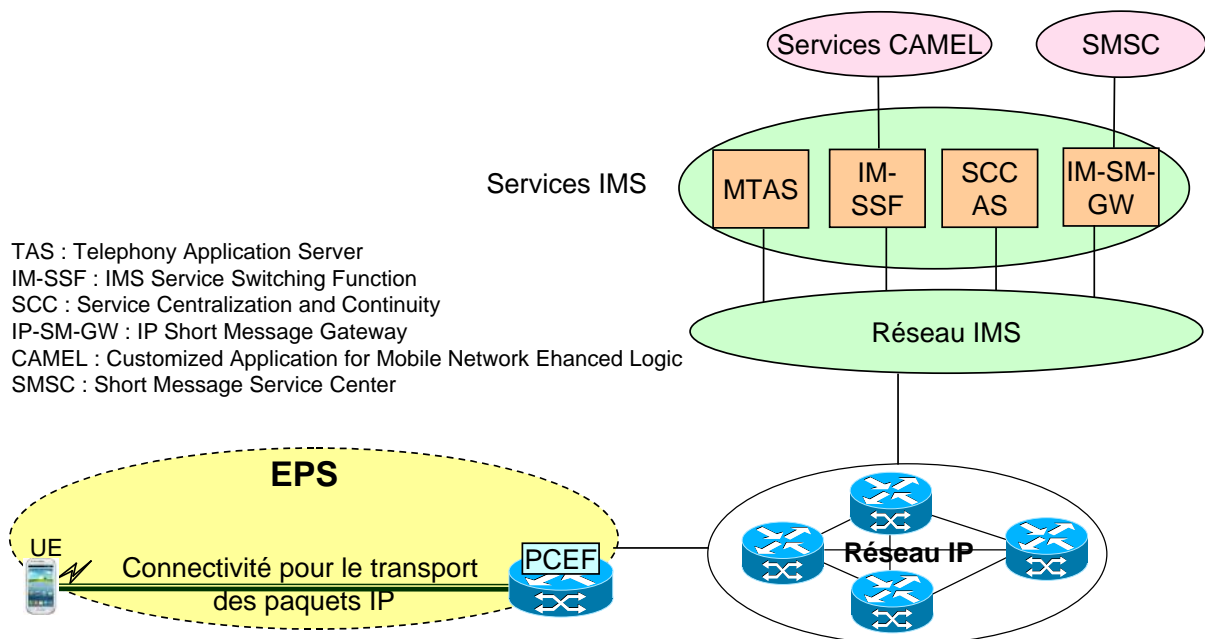 Services CAMEL
SMSC
Services IMS
MTAS
IM-
SSF
SCC
AS
IM-SM-
GW
TAS : Telephony Application Server
IM-SSF : IMS Service Switching Function
SCC : Service Centralization and Continuity
IP-SM-GW : IP Short Message Gateway
CAMEL : Customized Application for Mobile Network Ehanced Logic
SMSC : Short Message Service Center
Réseau IMS
EPS
UE
Connectivité pour le transport
des paquets IP
PCEF
Réseau IP